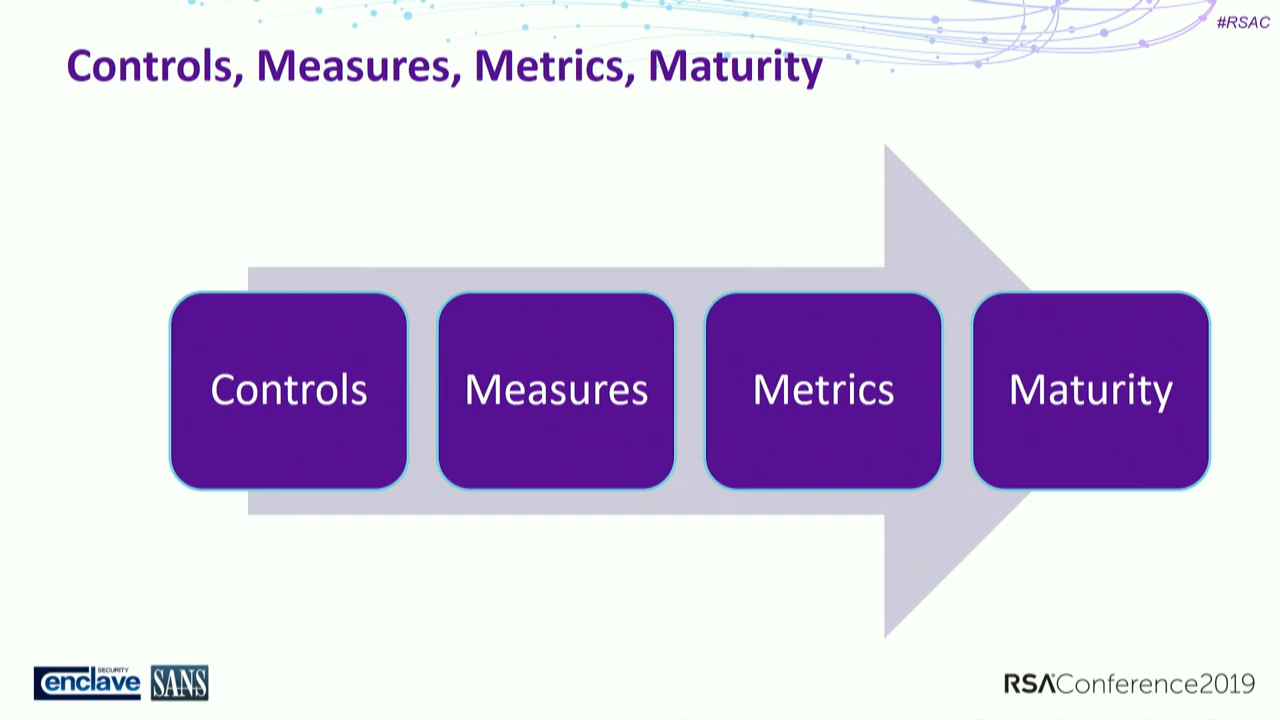 #RSAC
Controls, Measures, Metrics, Maturity
Controls
Measures
Metrics
Maturity
SECURITY
enclave
SANS
RSAConference2019